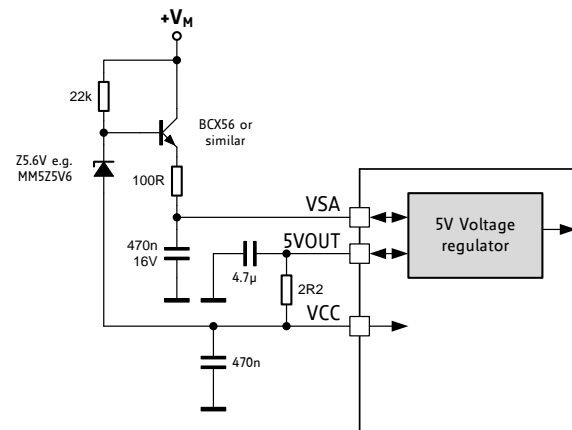 +VM
22k
BCX56 or
similar
Z5.6V e.g.
MM5Z5V6
100R
VSA
5V Voltage
regulator
470n
16V
5VOUT
4.7µ
2R2
VCC
470n